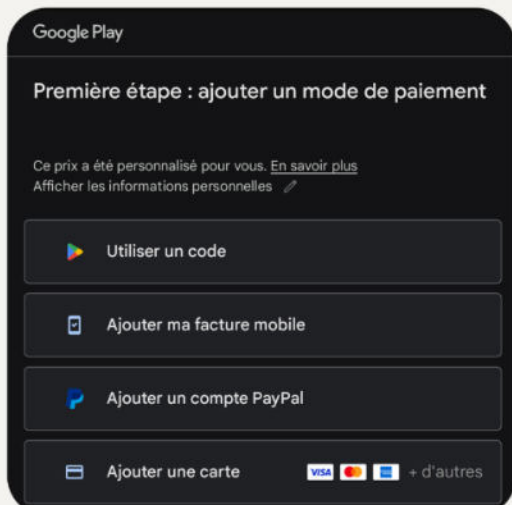 Google Play
Première étape : ajouter un mode de paiement
Ce prix a été personnalisé pour vous. En savoir plus
Afficher les informations personnelles
Utiliser un code
Ajouter ma facture mobile
Ajouter un compte PayPal
Ajouter une carte VISA + d'autres